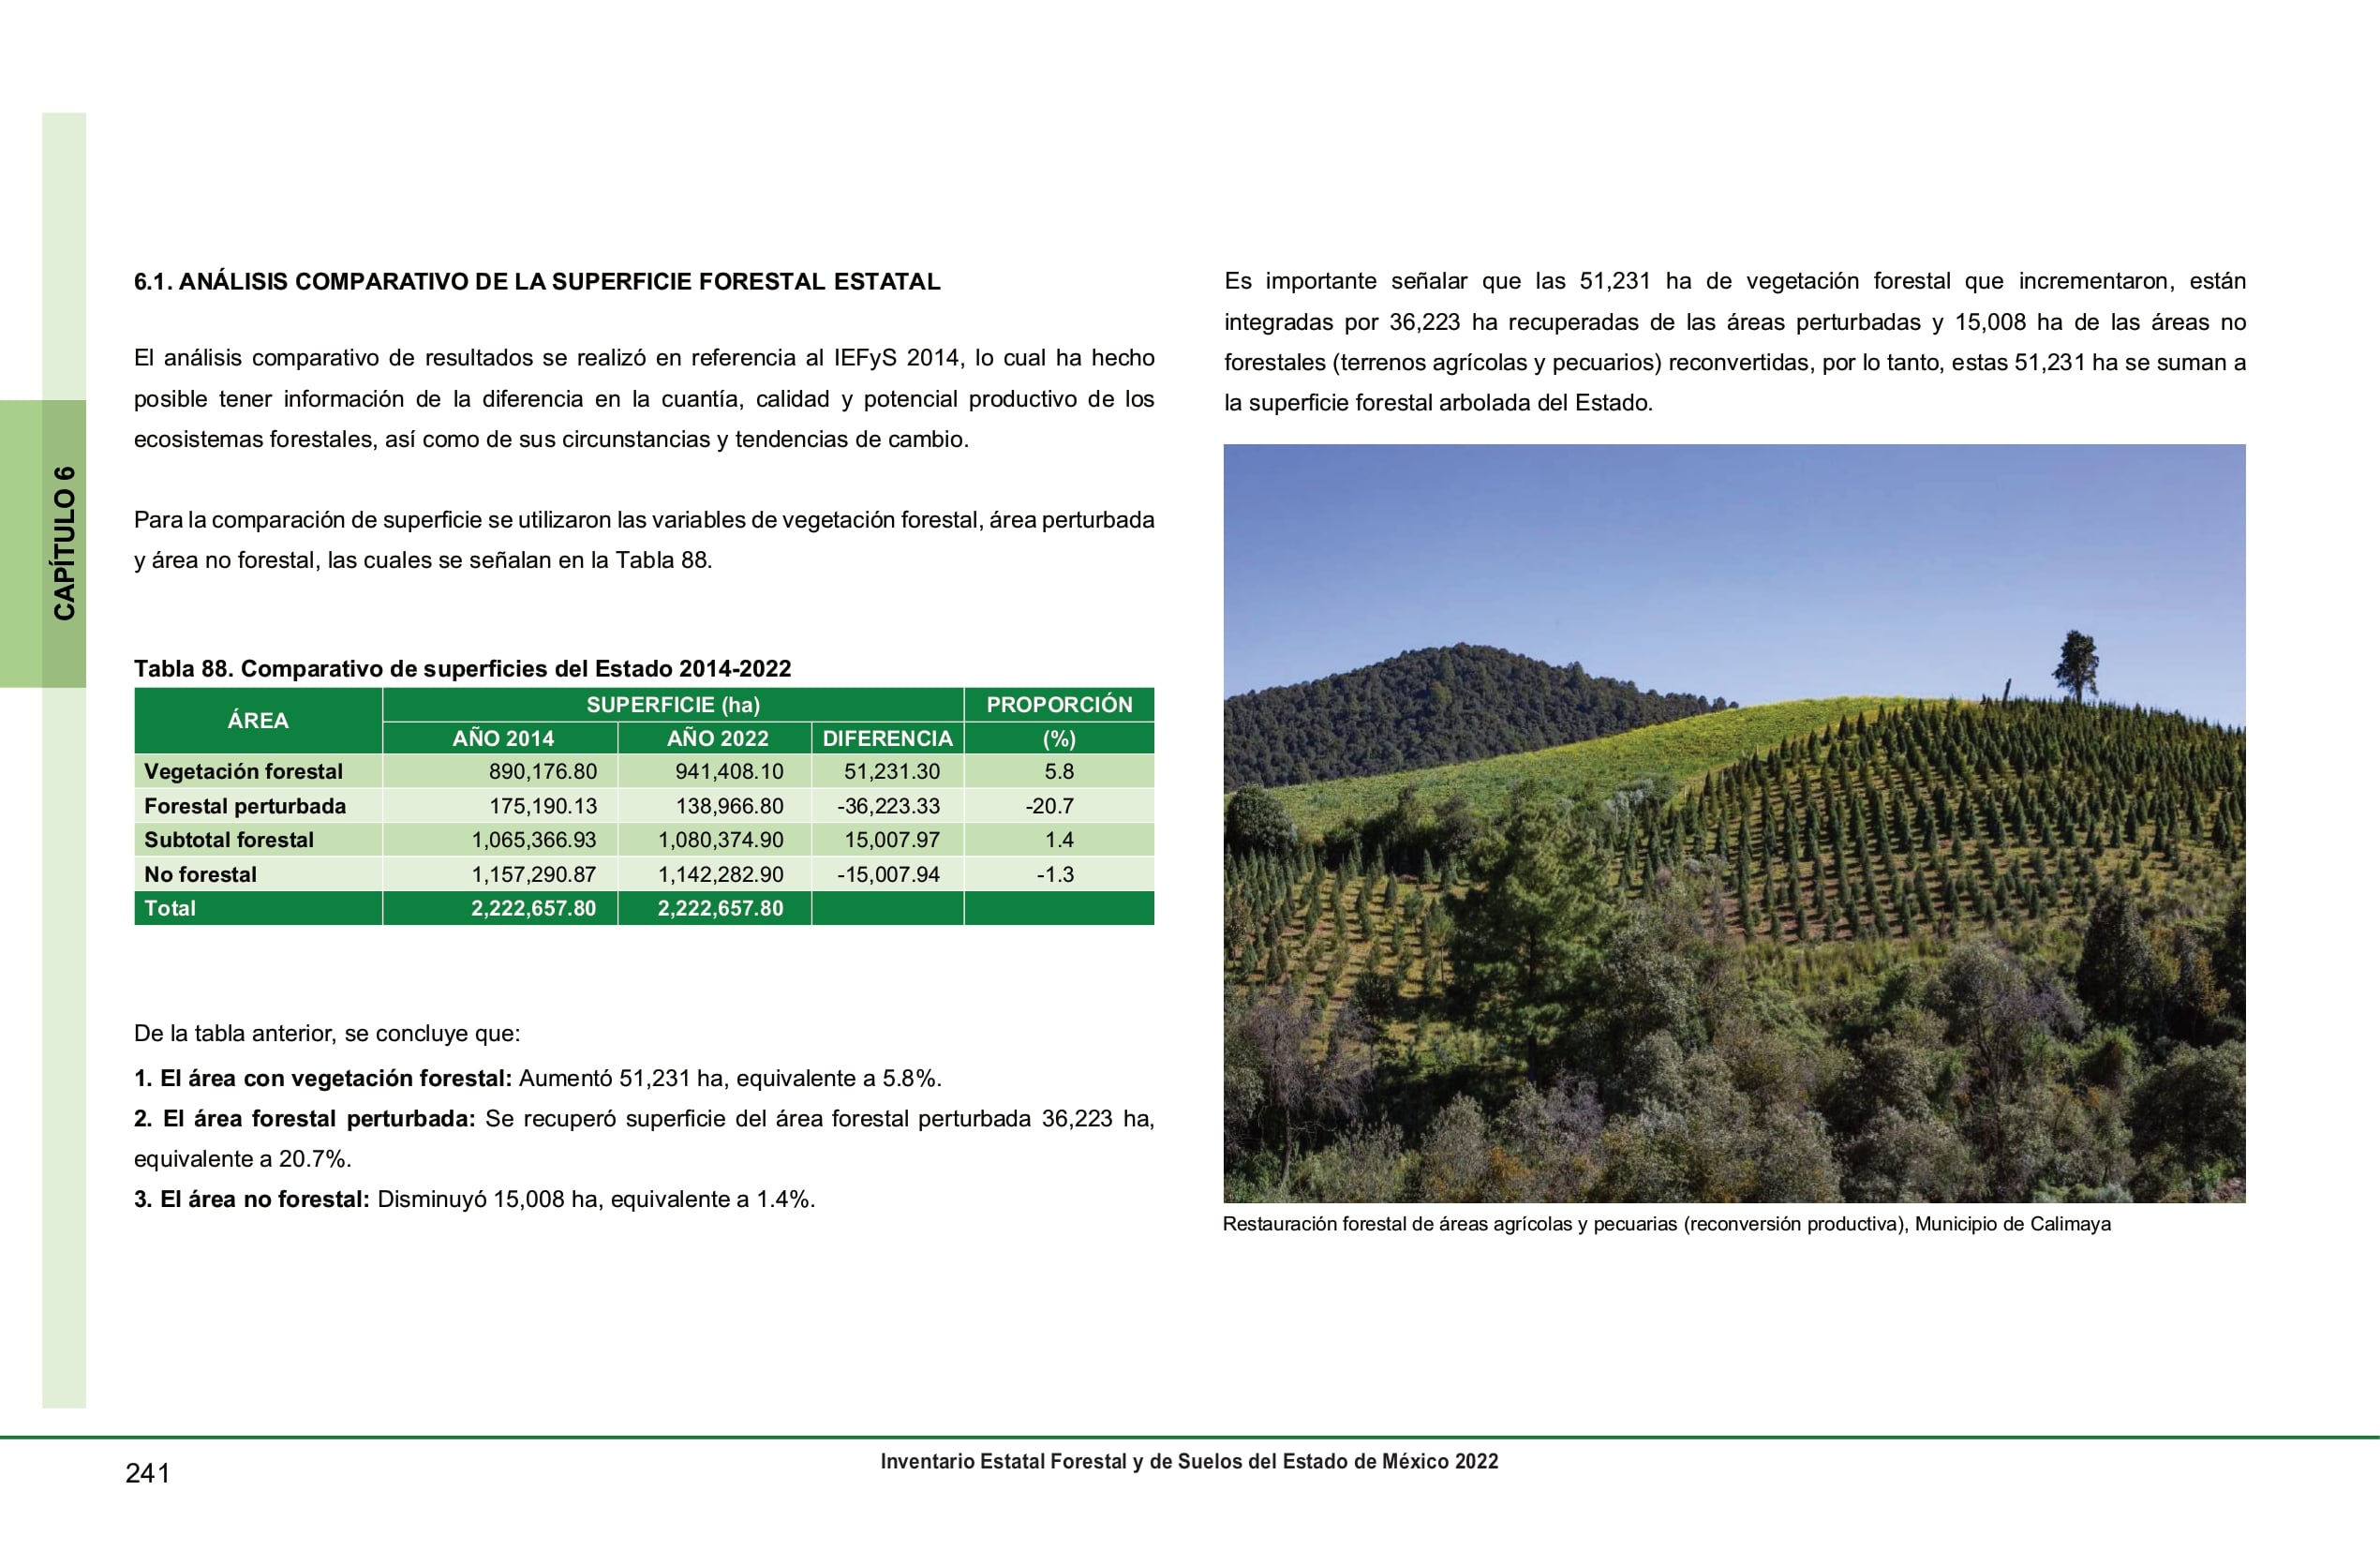 CAPÍTULO 6
6.1. ANÁLISIS COMPARATIVO DE LA SUPERFICIE FORESTAL ESTATAL
El análisis comparativo de resultados se realizó en referencia al IEFyS 2014, lo cual ha hecho
posible tener información de la diferencia en la cuantía, calidad y potencial productivo de los
ecosistemas forestales, así como de sus circunstancias y tendencias de cambio.
Para la comparación de superficie se utilizaron las variables de vegetación forestal, área perturbada
y área no forestal, las cuales se señalan en la Tabla 88.
Tabla 88. Comparativo de superficies del Estado 2014-2022
ÁREA SUPERFICIE (ha) PROPORCIÓN
AÑO 2014 AÑO 2022 DIFERENCIA (%)
Vegetación forestal 890,176.80 941,408.10 51,231.30 5.8
Forestal perturbada 175,190.13 138,966.80 -36,223.33 -20.7
Subtotal forestal 1,065,366.93 1,080,374.90 15,007.97 1.4
No forestal 1,157,290.87 1,142,282.90 -15,007.94 -1.3
Total 2,222,657.80 2,222,657.80
De la tabla anterior, se concluye que:
1. El área con vegetación forestal: Aumentó 51,231 ha, equivalente a 5.8%.
2. El área forestal perturbada: Se recuperó superficie del área forestal perturbada 36,223 ha,
equivalente a 20.7%.
3. El área no forestal: Disminuyó 15,008 ha, equivalente a 1.4%.
Es importante señalar que las 51,231 ha de vegetación forestal que incrementaron, están
integradas por 36,223 ha recuperadas de las áreas perturbadas y 15,008 ha de las áreas no
forestales (terrenos agrícolas y pecuarios) reconvertidas, por lo tanto, estas 51,231 ha se suman a
la superficie forestal arbolada del Estado.
Restauración forestal de áreas agrícolas y pecuarias (reconversión productiva), Municipio de Calimaya
241
Inventario Estatal Forestal y de Suelos del Estado de México 2022